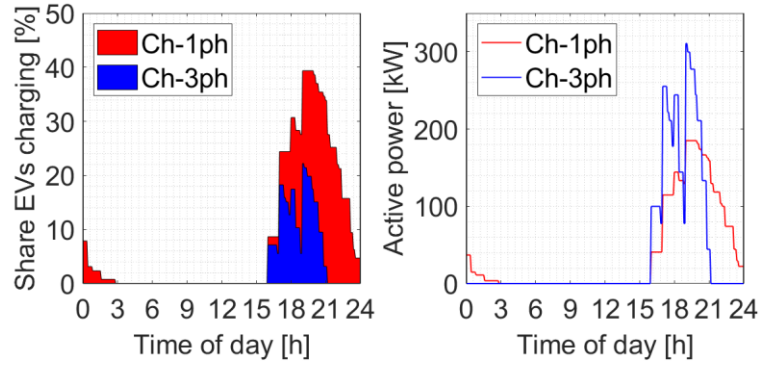 50
40
30
20
10
0
Share EVs charging [%]
Ch-1ph
Ch-3ph
0 3 6 9 12 15 18 21 24
Time of day [h]
300
200
100
0
Active power [kW]
Ch-1ph
Ch-3ph
0 3 6 9 12 15 18 21 24
Time of day [h]